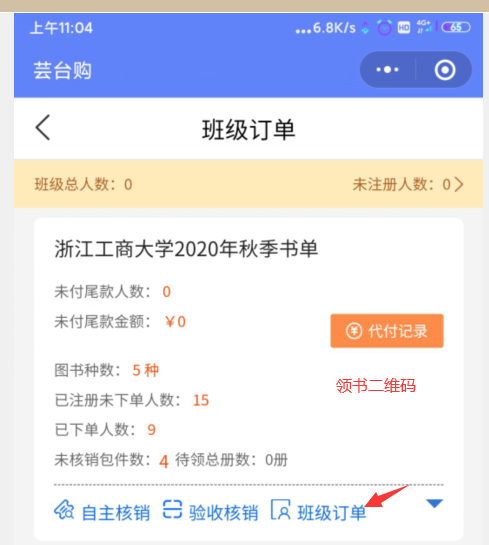 上午11:04 ...6.8K/s HD 4G+ 65
芸台购
班级订单
班级总人数：0 未注册人数：0
浙江工商大学2020年秋季书单
未付尾款人数： 0
未付尾款金额： ￥0
代付记录
图书种数： 5 种
领书二维码
已注册未下单人数： 15
已下单人数： 9
未核销包件数： 4 待领总册数：0册
自主核销 验收核销 班级订单